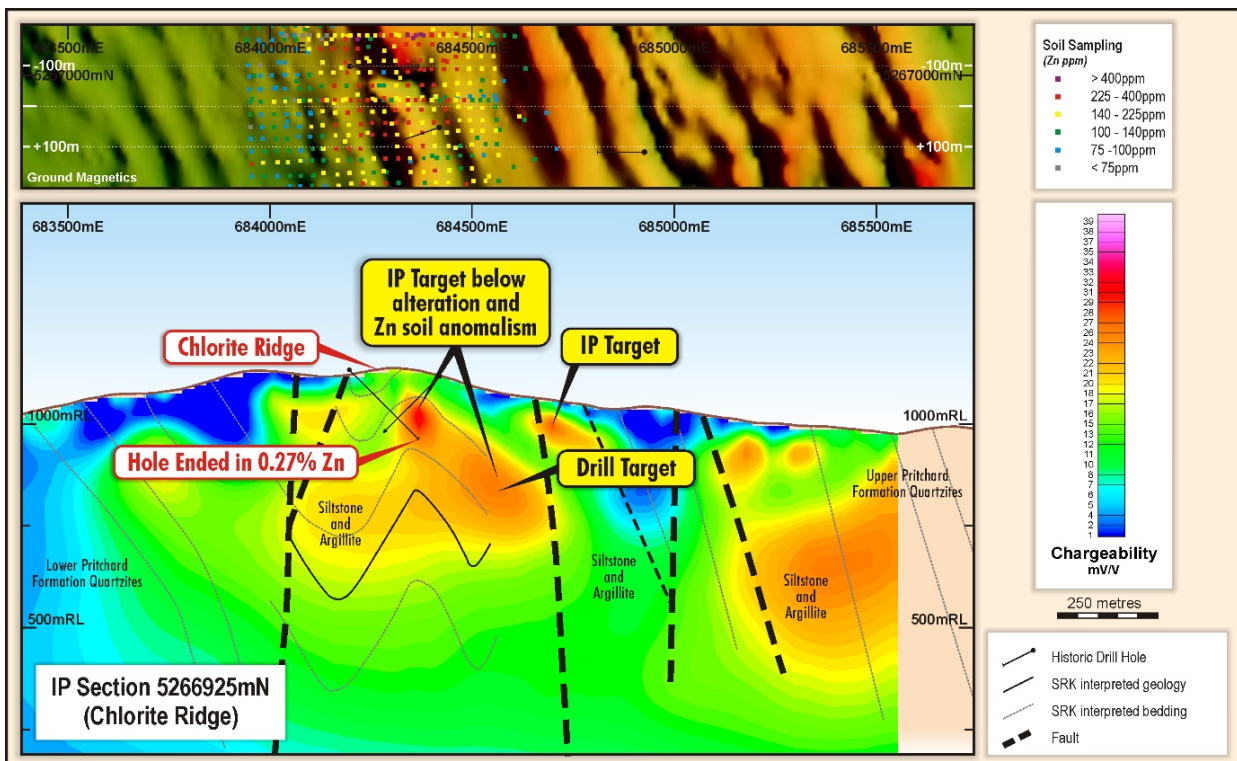 683500mE 684000mE 684500mE 685000mE 685500mE
-100m -100m
5267000mN 5267000mN
+100m +100m
Ground Magnetics
Soil Sampling
(Zn ppm)
> 400ppm
225 - 400ppm
140 - 225ppm
100 - 140ppm
75 -100ppm
< 75ppm
683500mE 684000mE 684500mE 685000mE 685500mE
IP Target below
alteration and
Zn soil anomalism
Chlorite Ridge
IP Target
1000mRL 1000mRL
Hole Ended in 0.27% Zn
Drill Target
Upper Pritchard
Formation Quartzites
Siltstone
and
Argillite
Lower Pritchard
Formation Quartzites
Siltstone
and
Argillite
Siltstone
and
Argillite
500mRL 500mRL
IP Section 5266925mN
(Chlorite Ridge)
39
38
37
35
34
33
31
29
28
27
26
24
22
21
20
18
17
16
15
14
13
12
11
10
9
8
7
6
5
4
2
1
Chargeability
mV/V
250 metres
Historic Drill Hole
SRK interpreted geology
SRK interpreted bedding
Fault